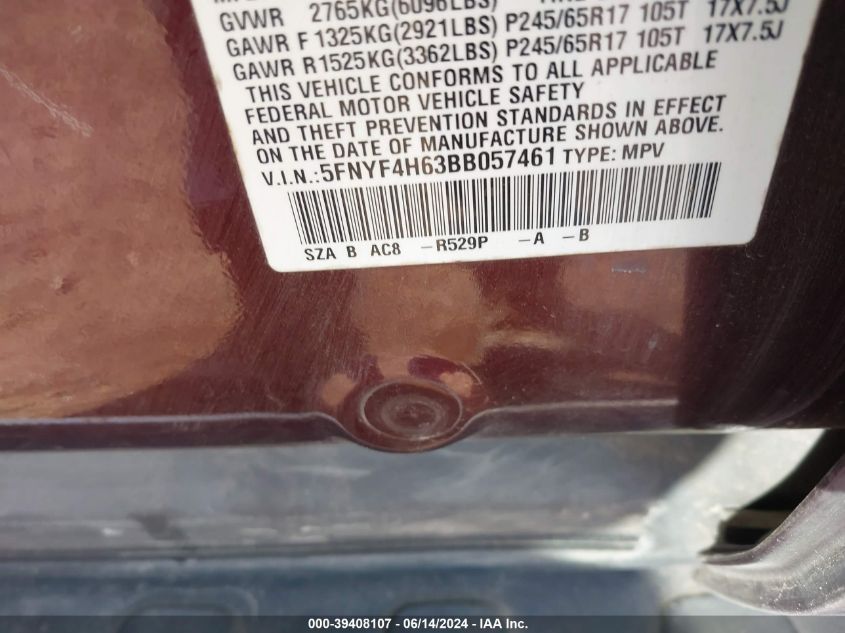 GVWR 2765KG(6096LBS)
GAWR F1325KG(2921LBS) P245/65R17 105T 17X7.5J
GAWR R1525KG(3362LBS) P245/65R17 105T 17X7.5J
THIS VEHICLE CONFORMS TO ALL APPLICABLE
FEDERAL MOTOR VEHICLE SAFETY
AND THEFT PREVENTION STANDARDS IN EFFECT
ON THE DATE OF MANUFACTURE SHOWN ABOVE.
V.I.N.:5FNYF4H63BB057461 TYPE: MPV
SZA B AC8 -R529P -A -B
000-39408107 - 06/14/2024 - IAA Inc.